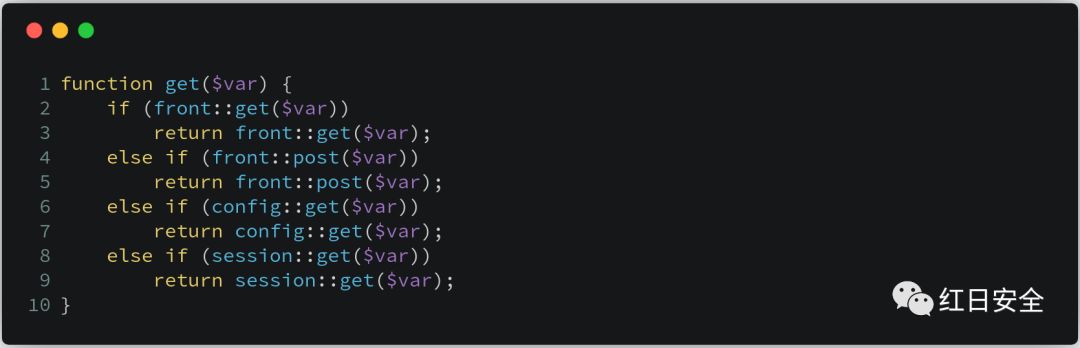 1 function get($var) {
2     if (front::get($var))
3         return front::get($var);
4     else if (front::post($var))
5         return front::post($var);
6     else if (config::get($var))
7         return config::get($var);
8     else if (session::get($var))
9         return session::get($var);
10 }
红日安全